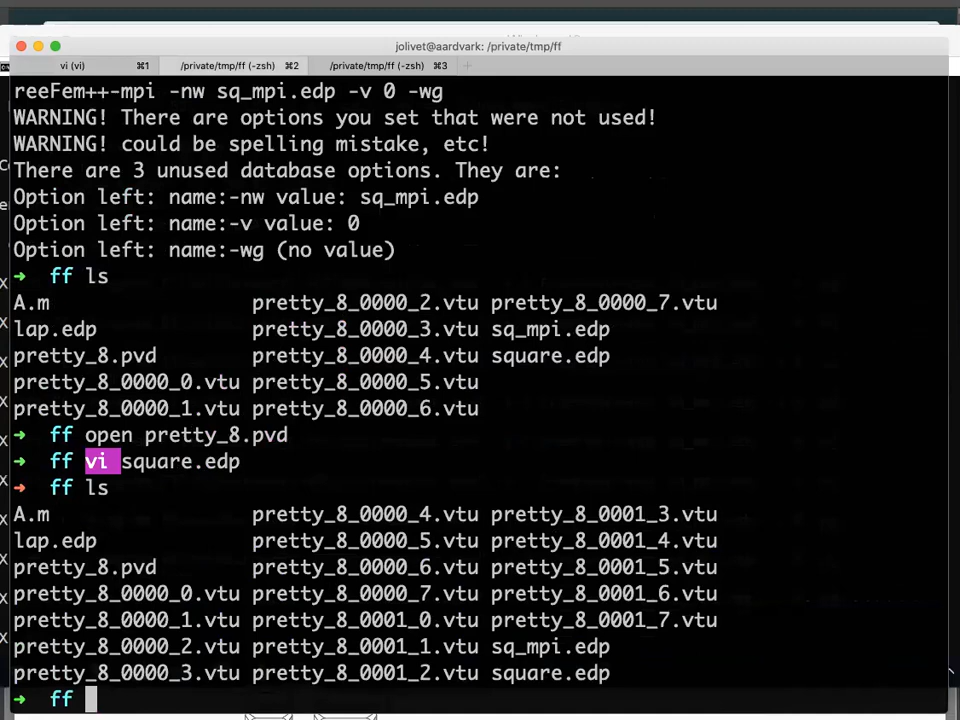 jolivet@aardvark: /private/tmp/ff
vi (vi) ⌘1 /private/tmp/ff (-zsh) ⌘2 /private/tmp/ff (-zsh) ⌘3 +
reeFem++-mpi -nw sq_mpi.edp -v 0 -wg
WARNING! There are options you set that were not used!
WARNING! could be spelling mistake, etc!
There are 3 unused database options. They are:
Option left: name:-nw value: sq_mpi.edp
Option left: name:-v value: 0
Option left: name:-wg (no value)
➜ ff ls
A.m pretty_8_0000_2.vtu pretty_8_0000_7.vtu
lap.edp pretty_8_0000_3.vtu sq_mpi.edp
pretty_8.pvd pretty_8_0000_4.vtu square.edp
pretty_8_0000_0.vtu pretty_8_0000_5.vtu
pretty_8_0000_1.vtu pretty_8_0000_6.vtu
➜ ff open pretty_8.pvd
➜ ff vi square.edp
➜ ff ls
A.m pretty_8_0000_4.vtu pretty_8_0001_3.vtu
lap.edp pretty_8_0000_5.vtu pretty_8_0001_4.vtu
pretty_8.pvd pretty_8_0000_6.vtu pretty_8_0001_5.vtu
pretty_8_0000_0.vtu pretty_8_0000_7.vtu pretty_8_0001_6.vtu
pretty_8_0000_1.vtu pretty_8_0001_0.vtu pretty_8_0001_7.vtu
pretty_8_0000_2.vtu pretty_8_0001_1.vtu sq_mpi.edp
pretty_8_0000_3.vtu pretty_8_0001_2.vtu square.edp
➜ ff